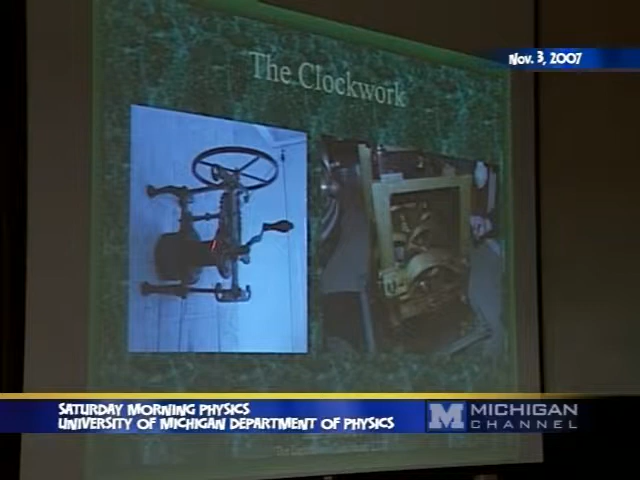 Nov. 3, 2007
The Clockwork
SATURDAY MORNING PHYSICS
UNIVERSITY OF MICHIGAN DEPARTMENT OF PHYSICS
M MICHIGAN
CHANNEL